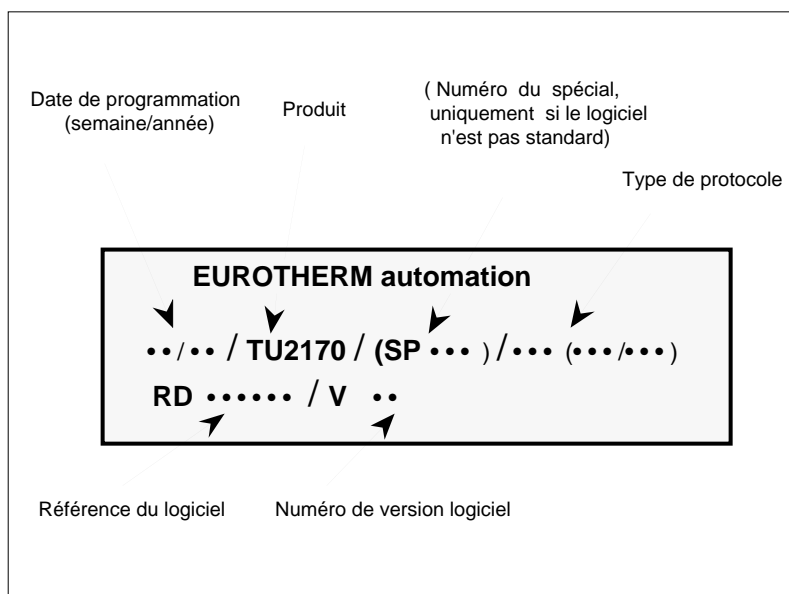 Date de programmation
(semaine/année)
Produit
( Numéro du spécial,
uniquement si le logiciel
n'est pas standard)
Type de protocole
EUROTHERM automation
••/•• / TU2170 / (SP ••• ) / ••• (•••/•••)
RD •••••• / V ••
Référence du logiciel
Numéro de version logiciel